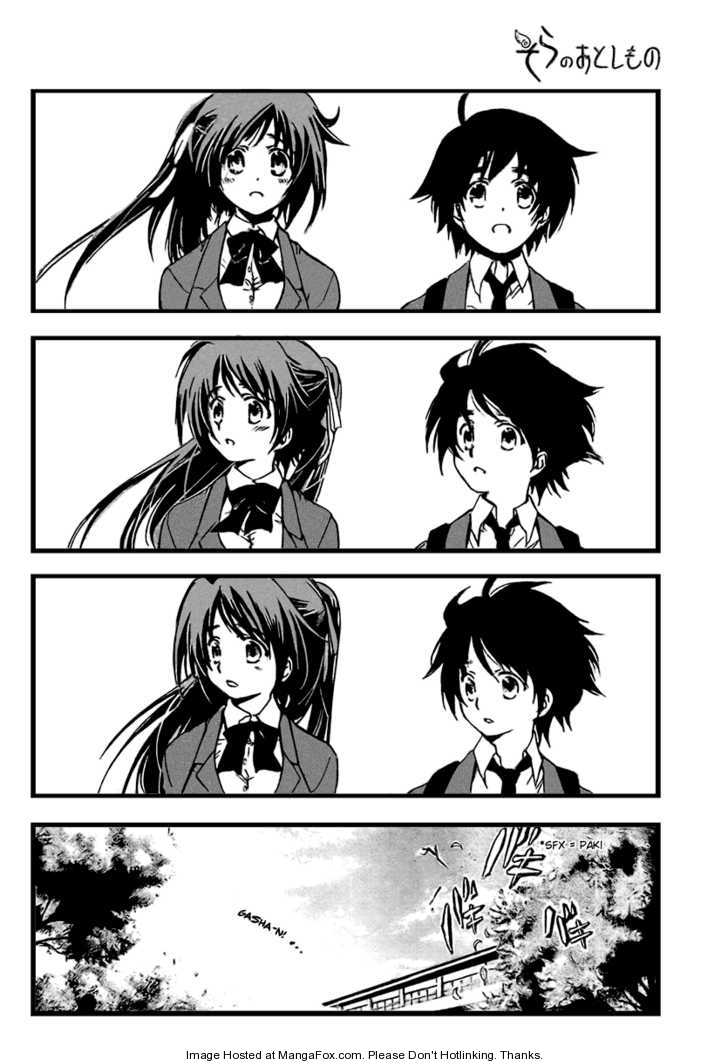 そらのおとしもの
*SFX = PAKI
パキ
パキ
パキ
GASHA-N!
Image Hosted at MangaFox.com. Please Don't Hotlinking. Thanks.